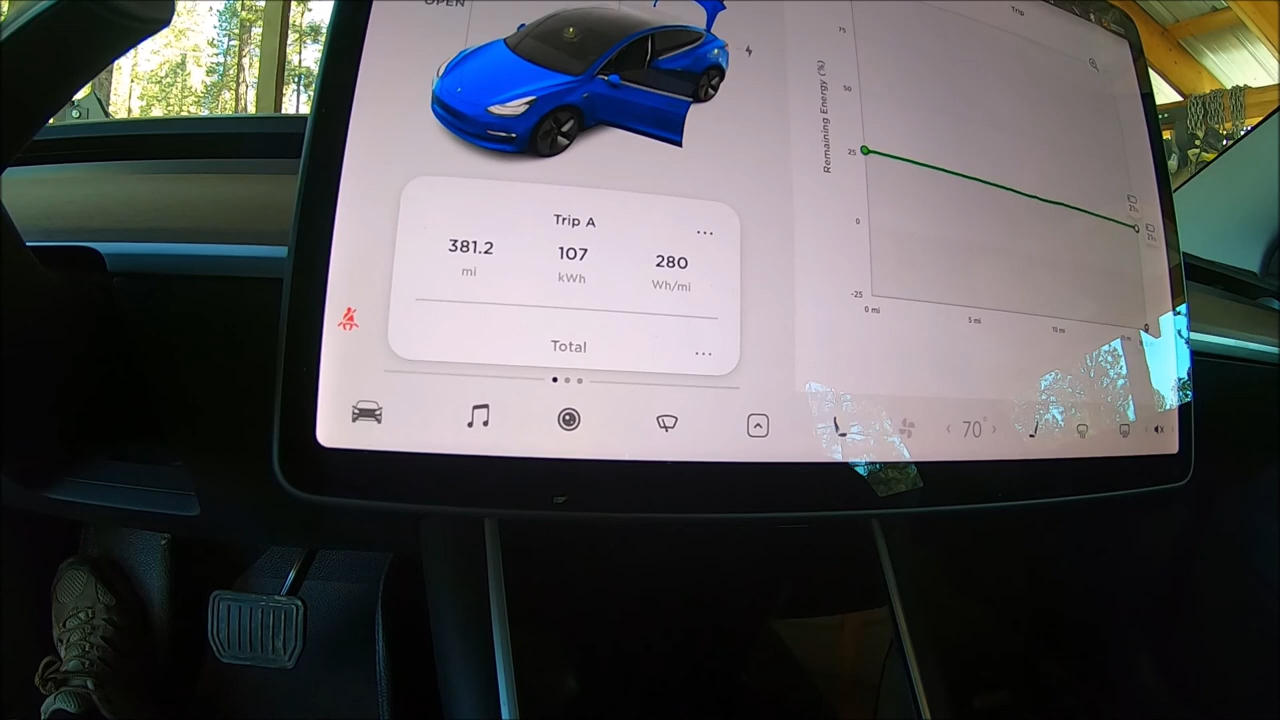 OPEN
Trip A
...
381.2
107
280
mi
kWh
Wh/mi
Total
...
70°
Trip
Remaining Energy (%)
75
50
25
0
-25
0 mi
5 mi
10 mi